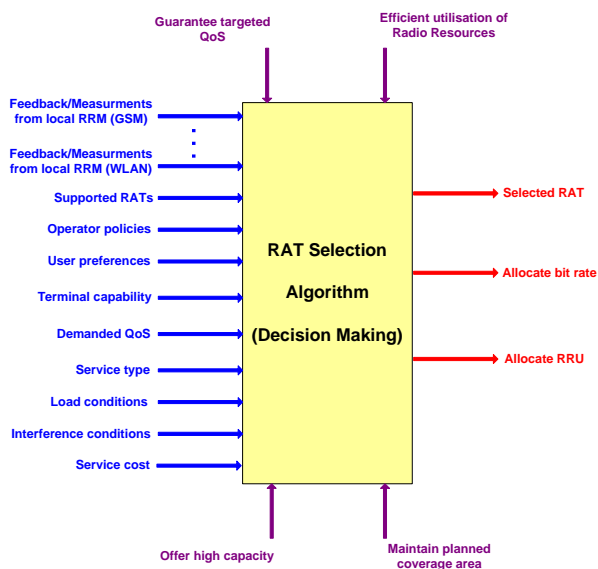 Guarantee targeted
QoS
Efficient utilisation of
Radio Resources
Feedback/Measurments
from local RRM (GSM)
Feedback/Measurments
from local RRM (WLAN)
Supported RATs
Operator policies
User preferences
Terminal capability
Demanded QoS
Service type
Load conditions
Interference conditions
Service cost
RAT Selection
Algorithm
(Decision Making)
Selected RAT
Allocate bit rate
Allocate RRU
Offer high capacity
Maintain planned
coverage area